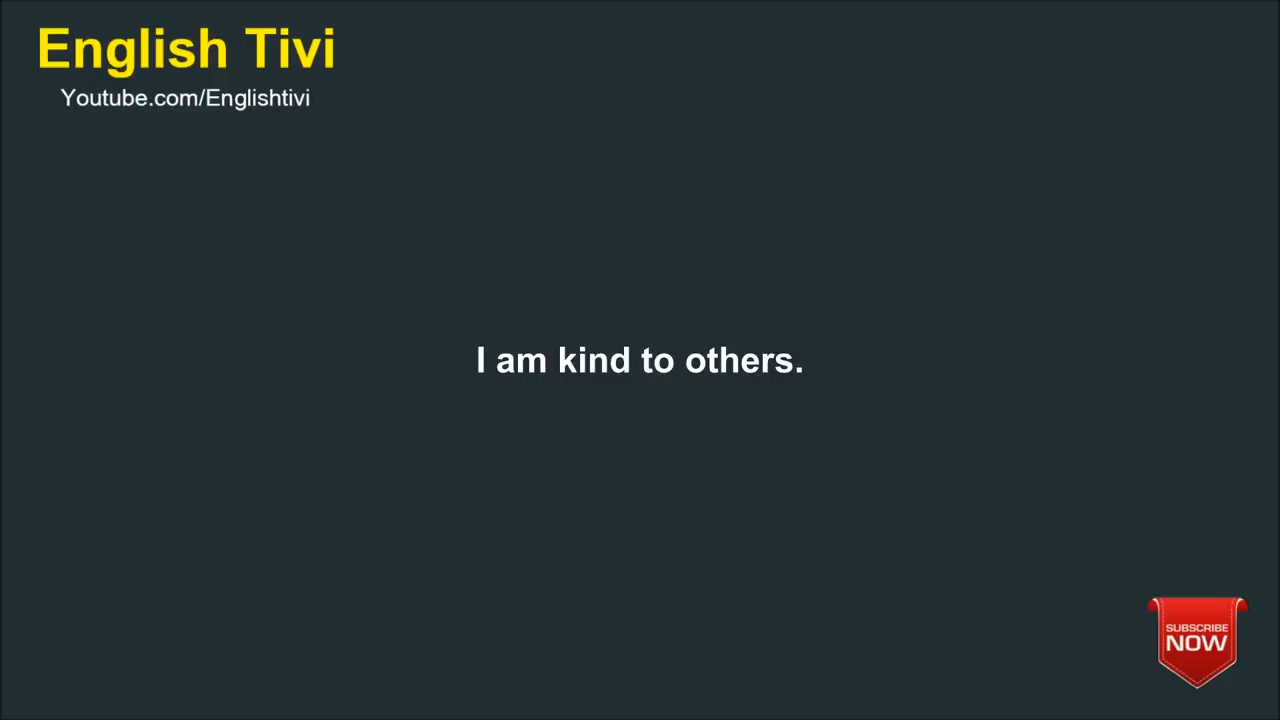 English Tivi
Youtube.com/Englishtivi
I am kind to others.
SUBSCRIBE
NOW